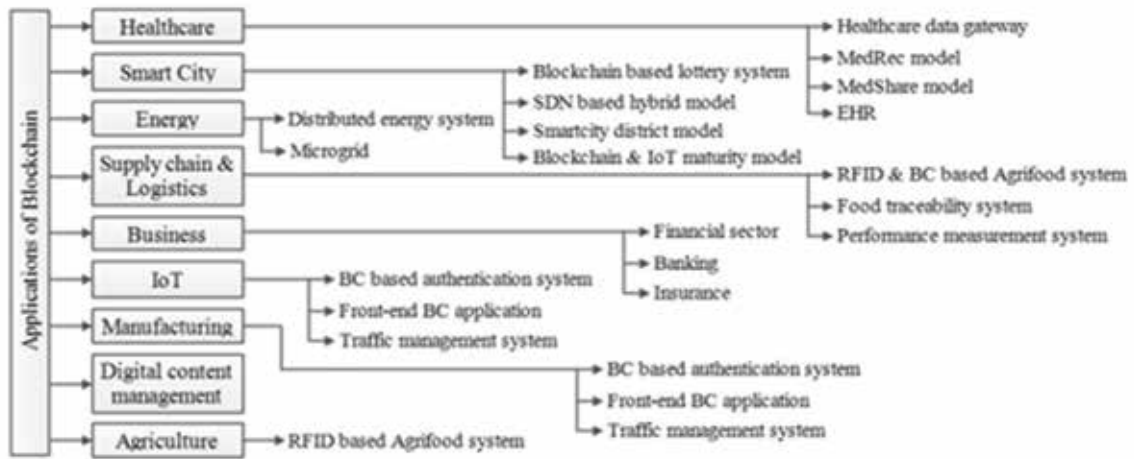 Applications of Blockchain
Healthcare
Healthcare data gateway
MedRec model
MedShare model
EHR
Smart City
Blockchain based lottery system
SDN based hybrid model
Smartcity district model
Blockchain & IoT maturity model
Energy
Distributed energy system
Microgrid
Supply chain &
Logistics
RFID & BC based Agrifood system
Food traceability system
Performance measurement system
Business
Financial sector
Banking
Insurance
IoT
BC based authentication system
Front-end BC application
Traffic management system
Manufacturing
BC based authentication system
Front-end BC application
Traffic management system
Digital content
management
Agriculture
RFID based Agrifood system